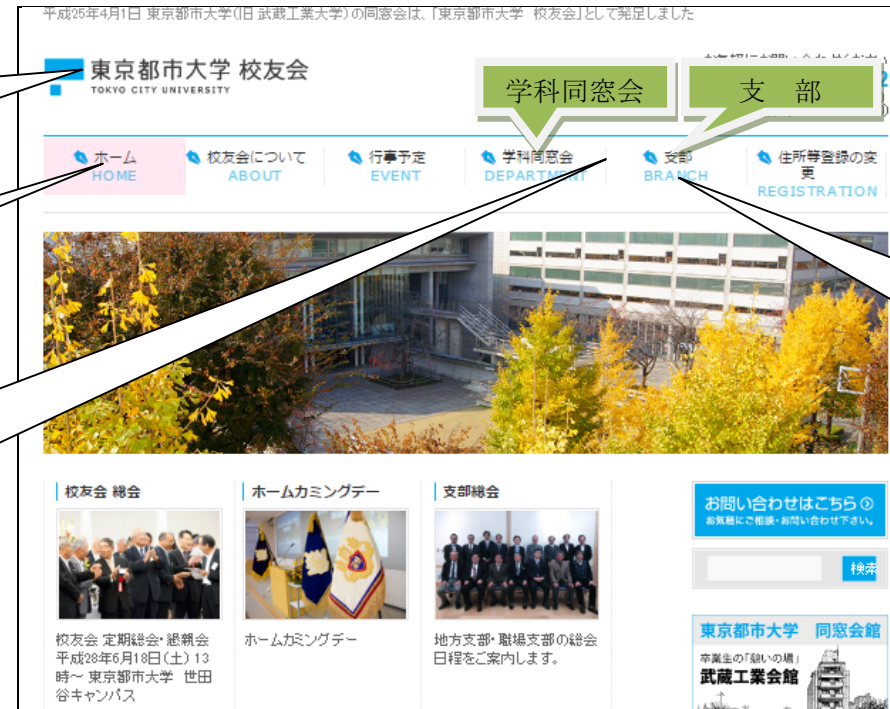 平成25年4月1日 東京都市大学(旧 武蔵工業大学)の同窓会は、「東京都市大学 校友会」として発足しました
東京都市大学 校友会
TOKYO CITY UNIVERSITY
学科同窓会
支 部
ホーム
HOME
校友会について
ABOUT
行事予定
EVENT
学科同窓会
DEPARTMENT
支部
BRANCH
住所等登録の変
更
REGISTRATION
校友会 総会
校友会 定期総会・懇親会
平成28年6月18日(土) 13
時～ 東京都市大学 世田
谷キャンパス
ホームカミングデー
ホームカミングデー
支部総会
地方支部・職場支部の総会
日程をご案内します。
お問い合わせはこちら
お気軽にご相談・お問い合わせ下さい。
検索
東京都市大学 同窓会館
卒業生の「憩いの場」
武蔵工業会館